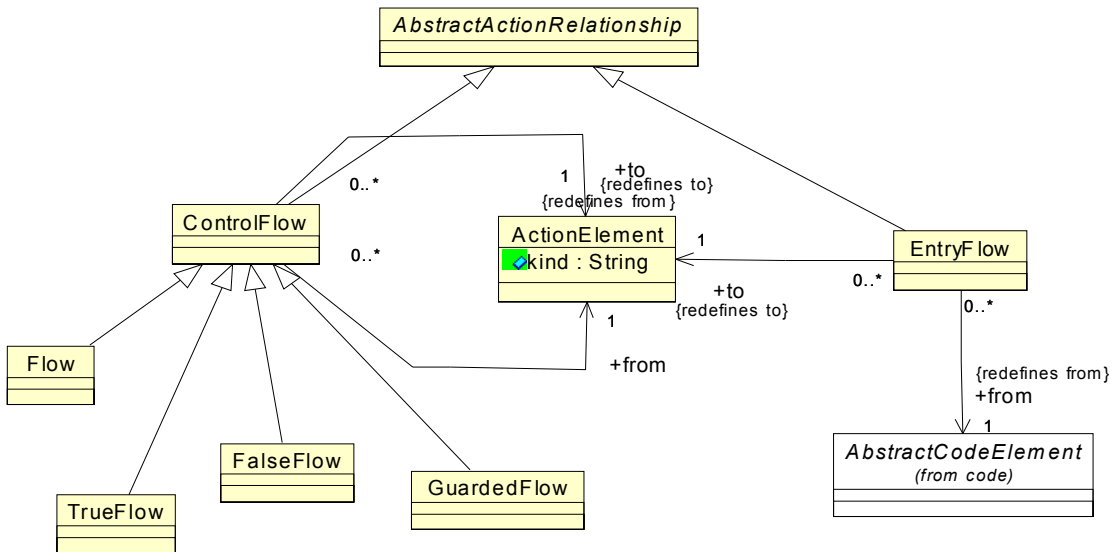 AbstractActionRelationship
0..*
1
+to
{redefines to}
{redefines from}
ControlFlow
0..*
ActionElement
kind : String
1
EntryFlow
0..*
+to
{redefines to}
0..*
1
+from
Flow
{redefines from}
+from
1
AbstractCodeElement
(from code)
FalseFlow
GuardedFlow
TrueFlow